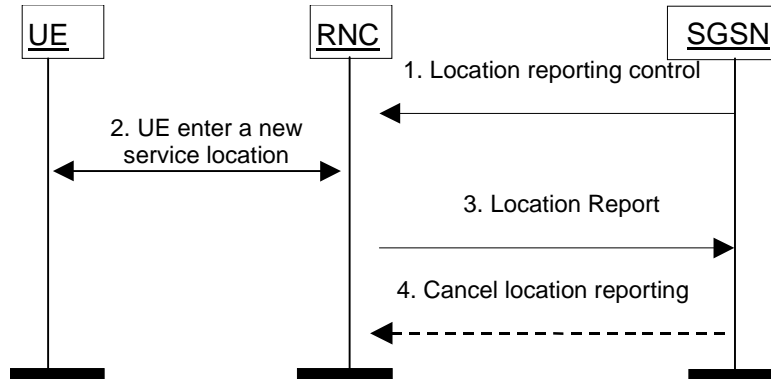 UE
RNC
SGSN
1. Location reporting control
2. UE enter a new
service location
3. Location Report
4. Cancel location reporting